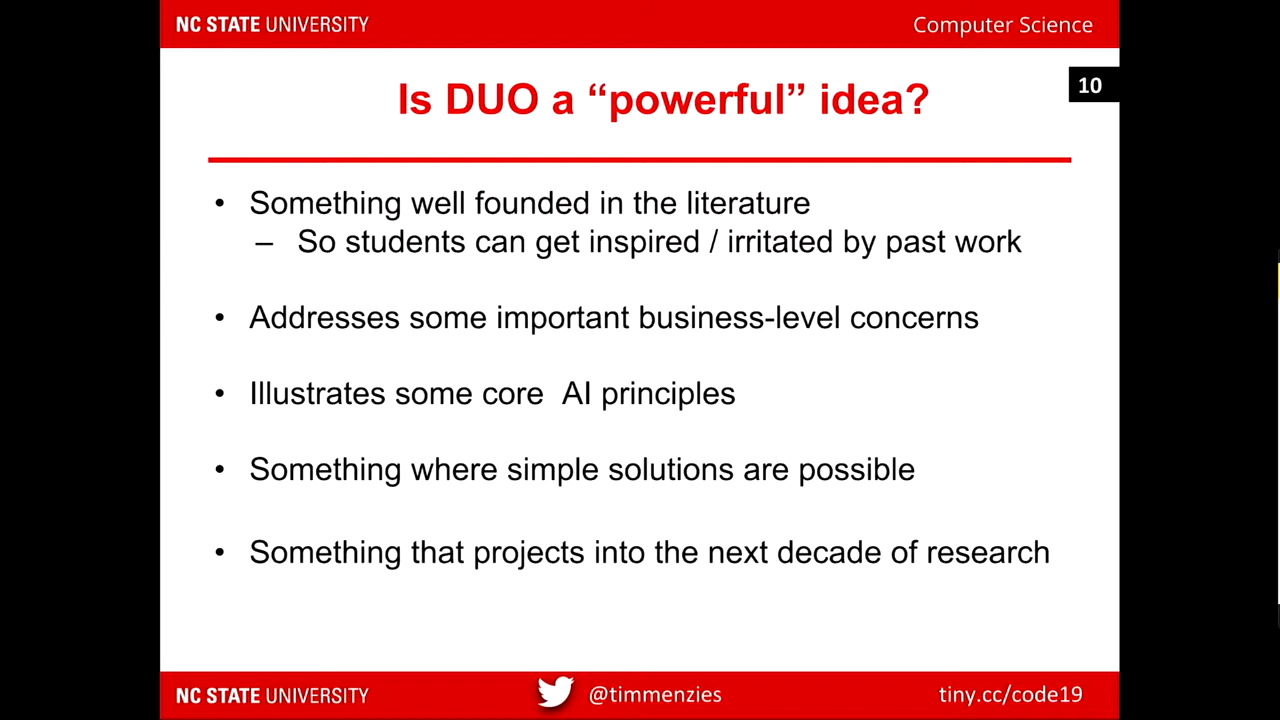 NC STATE UNIVERSITY
Computer Science
Is DUO a “powerful” idea?
10
• Something well founded in the literature
– So students can get inspired / irritated by past work
• Addresses some important business-level concerns
• Illustrates some core AI principles
• Something where simple solutions are possible
• Something that projects into the next decade of research
NC STATE UNIVERSITY
@timmenzies
tiny.cc/code19